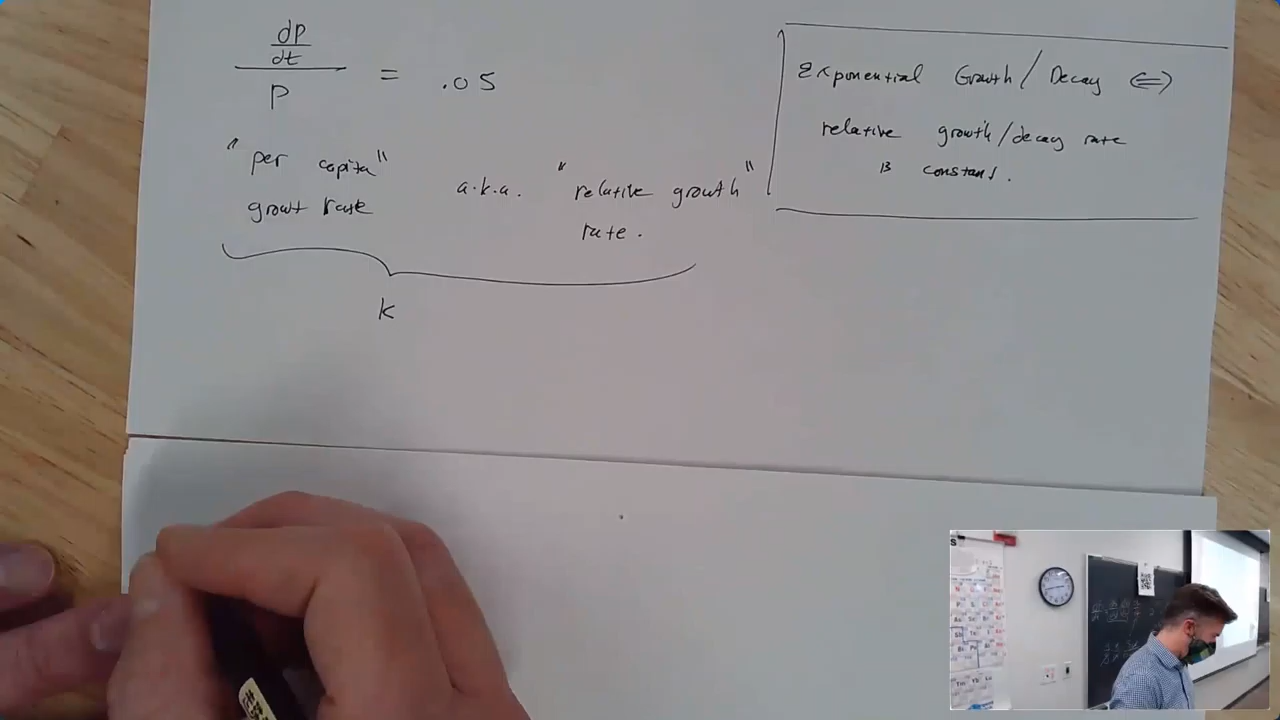 dP
dt
P
= .05
"per capita"
growt rate
a.k.a.
"relative growth"
rate.
k
Exponential Growth/Decay ⇔
relative growth/decay rate
is constant.